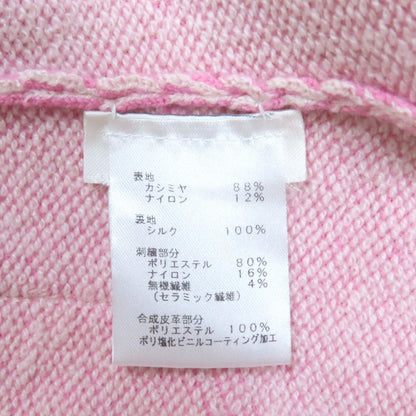 表地
カシミヤ 88%
ナイロン 12%
裏地
シルク 100%
刺繍部分
ポリエステル 80%
ナイロン 16%
無機繊維 4%
（セラミック繊維）
合成皮革部分
ポリエステル 100%
ポリ塩化ビニルコーティング加工